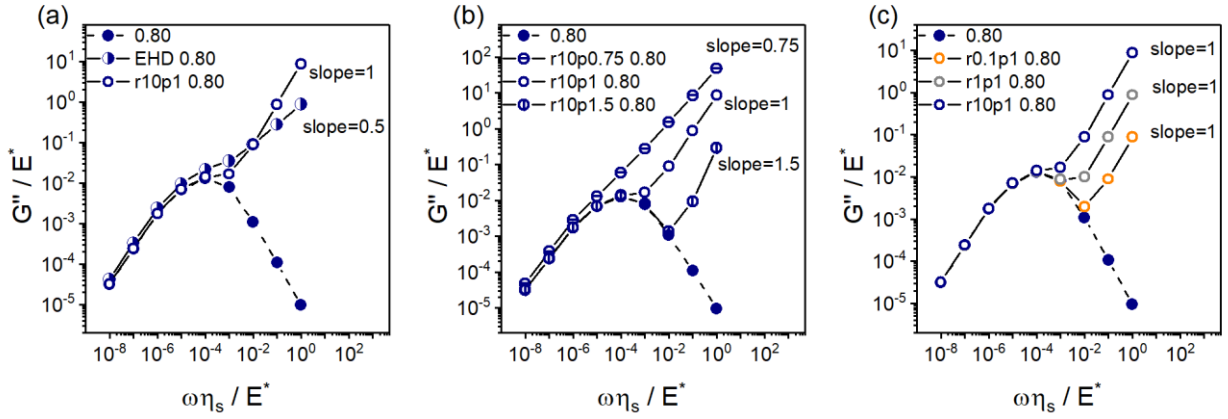 (a)
0.80
EHD 0.80
r10p1 0.80
slope=1
slope=0.5
10^1
10^0
10^-1
10^-2
10^-3
10^-4
10^-5
G'' / E*
10^-8 10^-6 10^-4 10^-2 10^0 10^2
ωη_s / E*
(b)
0.80
r10p0.75 0.80
r10p1 0.80
r10p1.5 0.80
slope=0.75
slope=1
slope=1.5
10^2
10^1
10^0
10^-1
10^-2
10^-3
10^-4
10^-5
G'' / E*
10^-8 10^-6 10^-4 10^-2 10^0 10^2
ωη_s / E*
(c)
0.80
r0.1p1 0.80
r1p1 0.80
r10p1 0.80
slope=1
slope=1
slope=1
10^1
10^0
10^-1
10^-2
10^-3
10^-4
10^-5
G'' / E*
10^-8 10^-6 10^-4 10^-2 10^0 10^2
ωη_s / E*